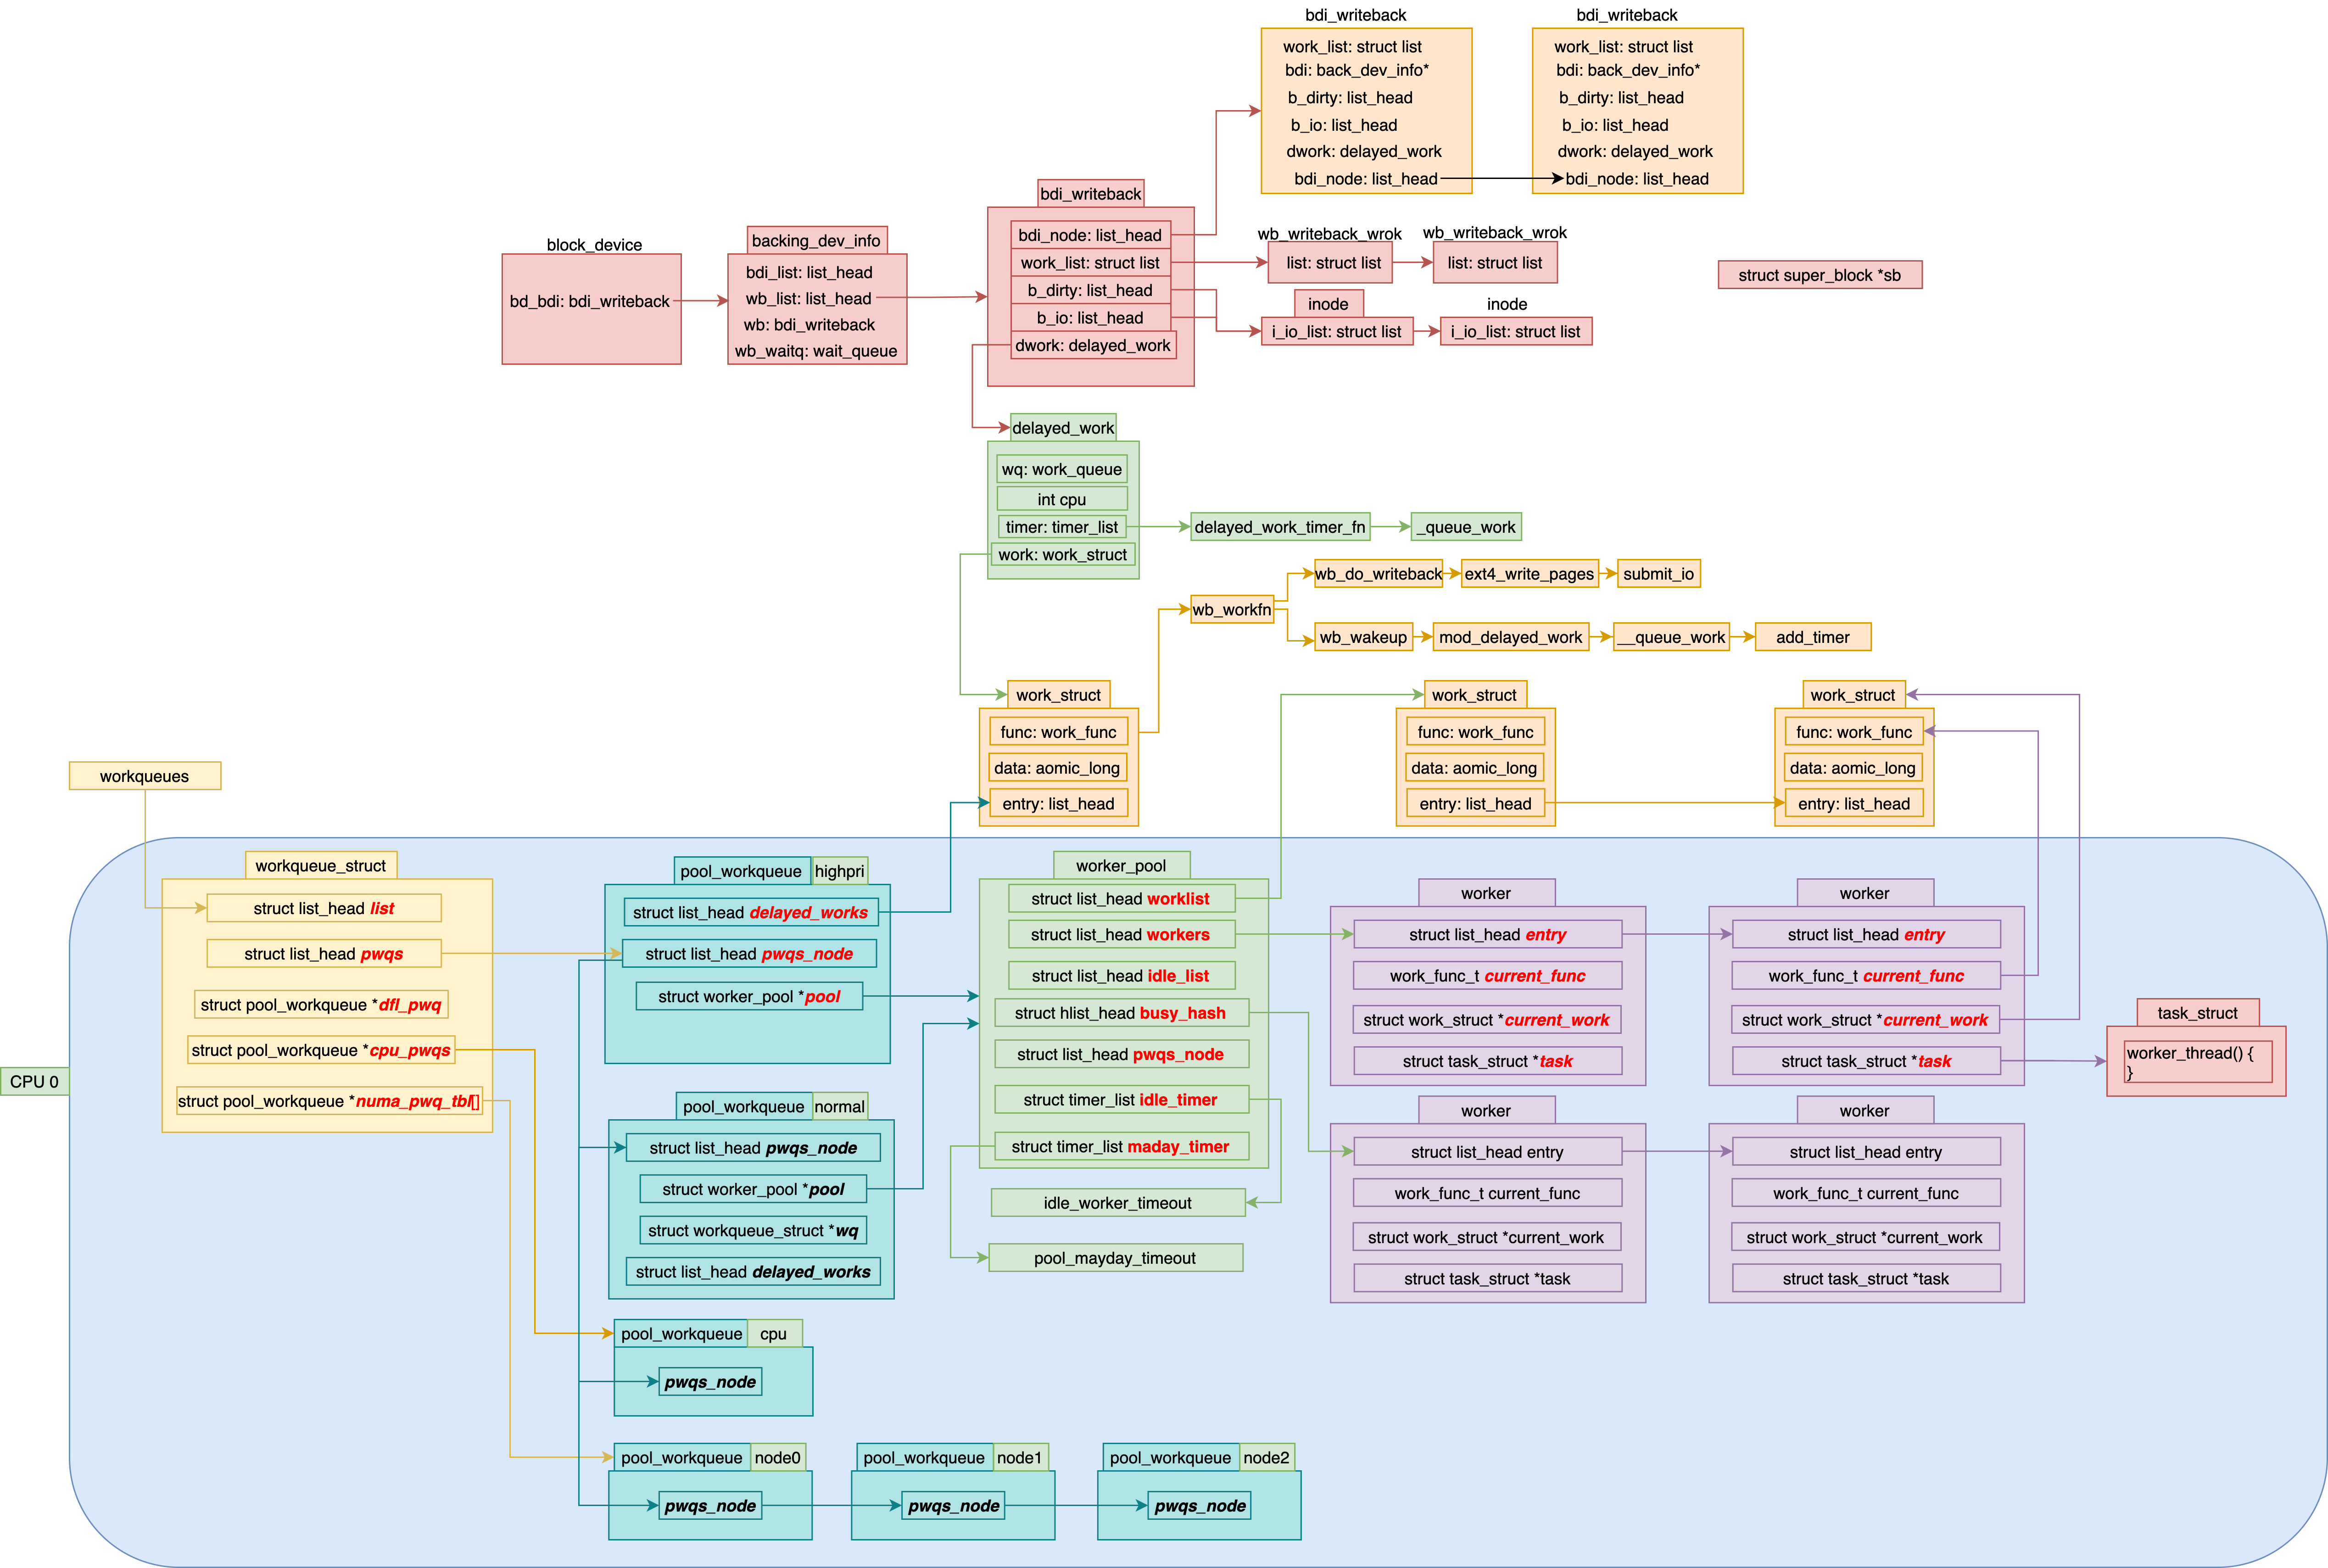 bdi_writeback
work_list: struct list
bdi: back_dev_info*
b_dirty: list_head
b_io: list_head
dwork: delayed_work
bdi_node: list_head
bdi_writeback
work_list: struct list
bdi: back_dev_info*
b_dirty: list_head
b_io: list_head
dwork: delayed_work
bdi_node: list_head
block_device
bd_bdi: bdi_writeback
backing_dev_info
bdi_list: list_head
wb_list: list_head
wb: bdi_writeback
wb_waitq: wait_queue
bdi_writeback
bdi_node: list_head
work_list: struct list
b_dirty: list_head
b_io: list_head
dwork: delayed_work
wb_writeback_wrok
list: struct list
wb_writeback_wrok
list: struct list
inode
i_io_list: struct list
inode
i_io_list: struct list
struct super_block *sb
delayed_work
wq: work_queue
int cpu
timer: timer_list
work: work_struct
delayed_work_timer_fn
_queue_work
wb_workfn
wb_do_writeback
ext4_write_pages
submit_io
wb_wakeup
mod_delayed_work
__queue_work
add_timer
work_struct
func: work_func
data: aomic_long
entry: list_head
work_struct
func: work_func
data: aomic_long
entry: list_head
work_struct
func: work_func
data: aomic_long
entry: list_head
workqueues
CPU 0
workqueue_struct
struct list_head list
struct list_head pwqs
struct pool_workqueue *dfl_pwq
struct pool_workqueue *cpu_pwqs
struct pool_workqueue *numa_pwq_tbl[]
pool_workqueue
highpri
struct list_head delayed_works
struct list_head pwqs_node
struct worker_pool *pool
pool_workqueue
normal
struct list_head pwqs_node
struct worker_pool *pool
struct workqueue_struct *wq
struct list_head delayed_works
pool_workqueue
cpu
pwqs_node
pool_workqueue
node0
pwqs_node
pool_workqueue
node1
pwqs_node
pool_workqueue
node2
pwqs_node
worker_pool
struct list_head worklist
struct list_head workers
struct list_head idle_list
struct hlist_head busy_hash
struct list_head pwqs_node
struct timer_list idle_timer
struct timer_list maday_timer
idle_worker_timeout
pool_mayday_timeout
worker
struct list_head entry
work_func_t current_func
struct work_struct *current_work
struct task_struct *task
worker
struct list_head entry
work_func_t current_func
struct work_struct *current_work
struct task_struct *task
worker
struct list_head entry
work_func_t current_func
struct work_struct *current_work
struct task_struct *task
worker
struct list_head entry
work_func_t current_func
struct work_struct *current_work
struct task_struct *task
task_struct
worker_thread() {
}